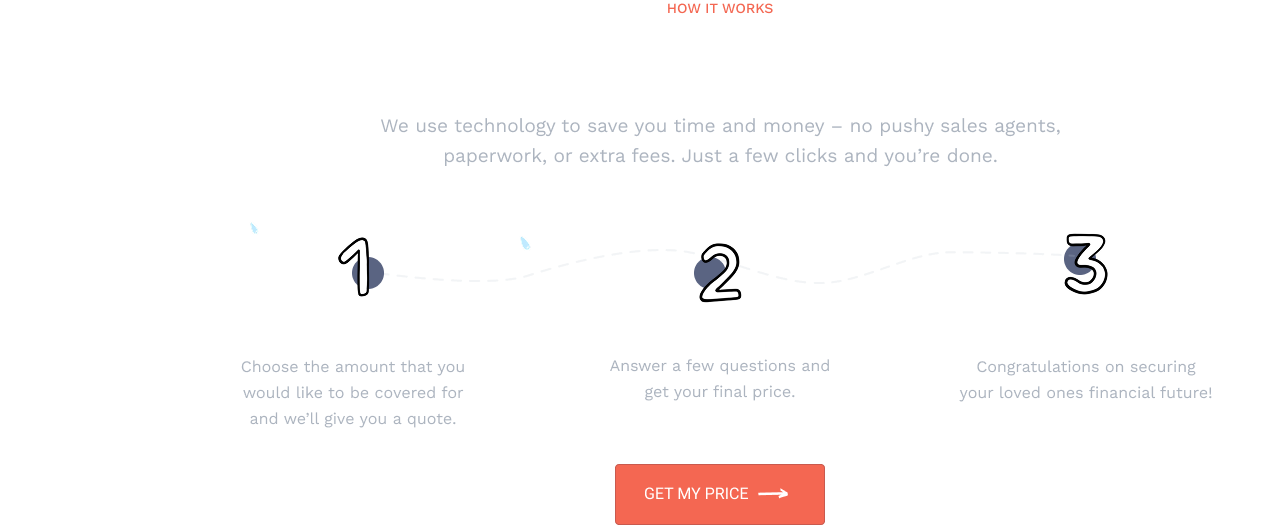 HOW IT WORKS
We use technology to save you time and money – no pushy sales agents,
paperwork, or extra fees. Just a few clicks and you’re done.
1
2
3
Choose the amount that you
would like to be covered for
and we’ll give you a quote.
Answer a few questions and
get your final price.
Congratulations on securing
your loved ones financial future!
GET MY PRICE